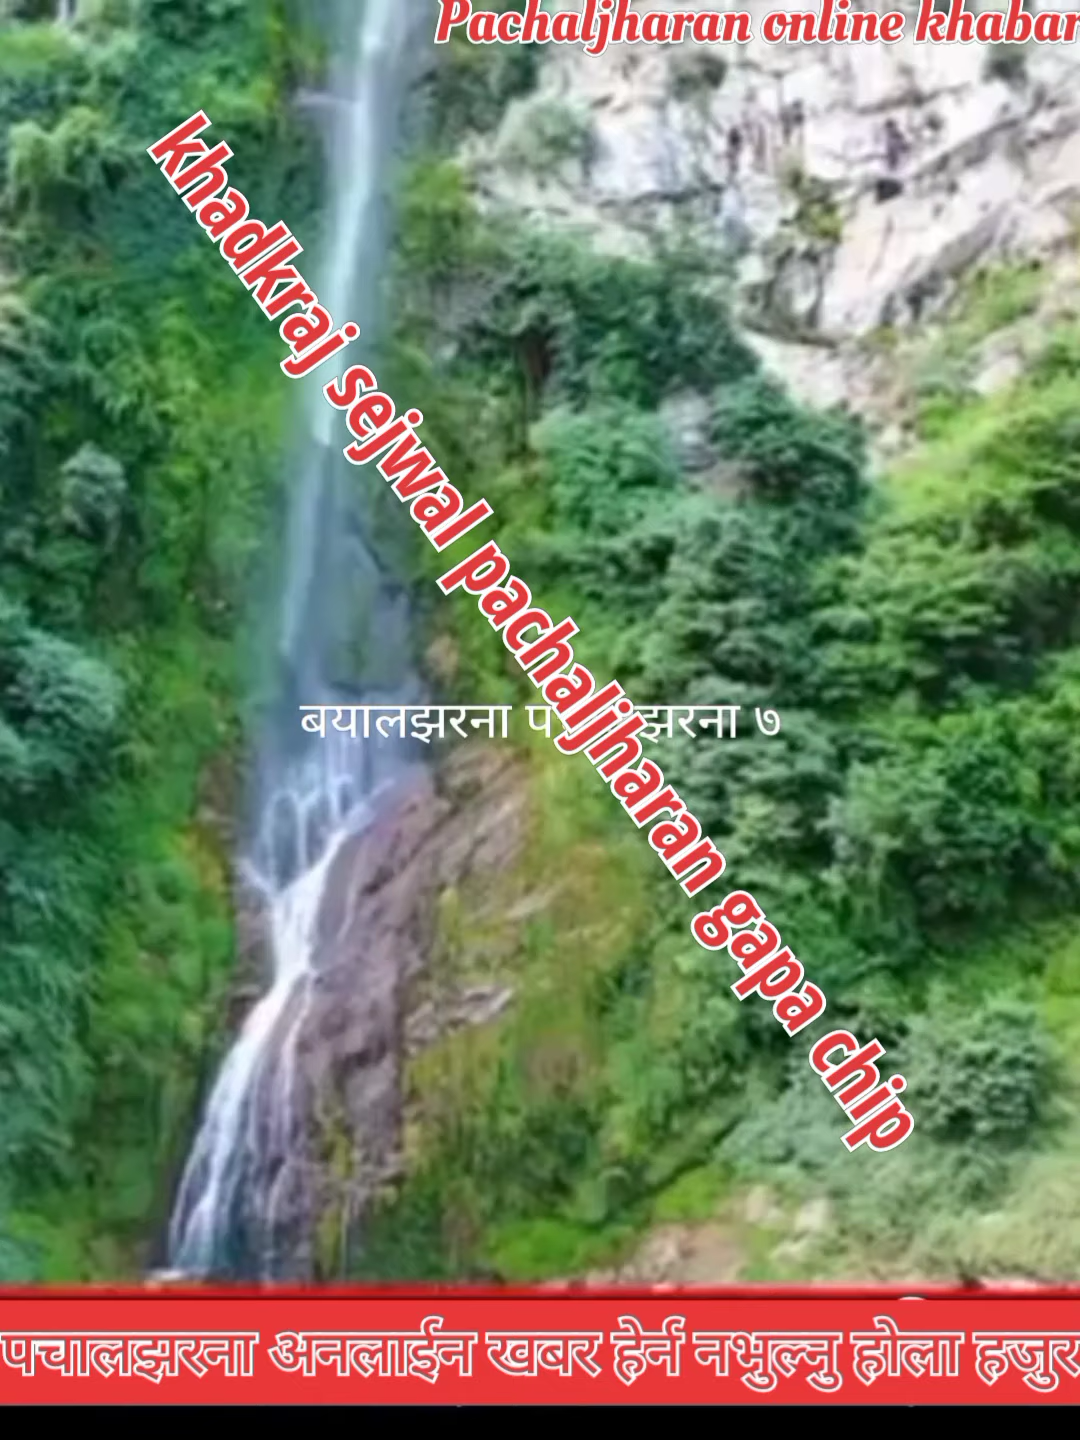 Pachaljharan online khabar
khadkraj sejwal pachaljharan gapa chip
बयालझरना प झरना ७
पचालझरना अनलाईन खबर हेर्न नभुल्नु होला हजुर